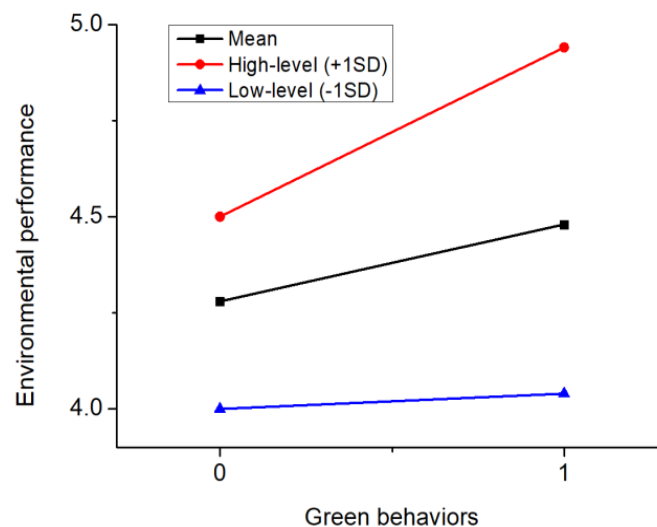 5.0
Mean
High-level (+1SD)
Low-level (-1SD)
4.5
4.0
Environmental performance
0
1
Green behaviors